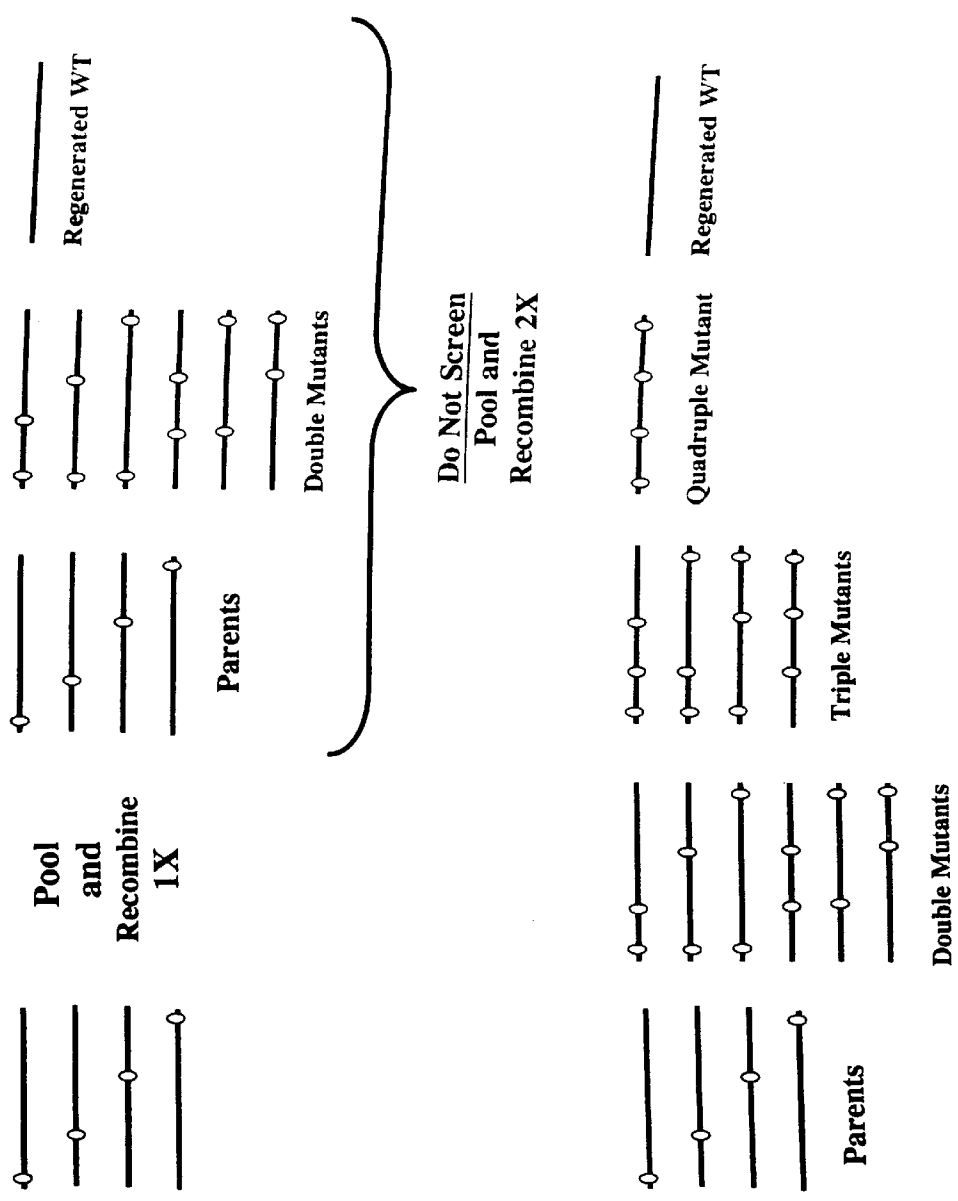 Pool
and
Recombine
1X
Parents
Double Mutants
Regenerated WT
Do Not Screen
Pool and
Recombine 2X
Parents
Double Mutants
Triple Mutants
Quadruple Mutant
Regenerated WT